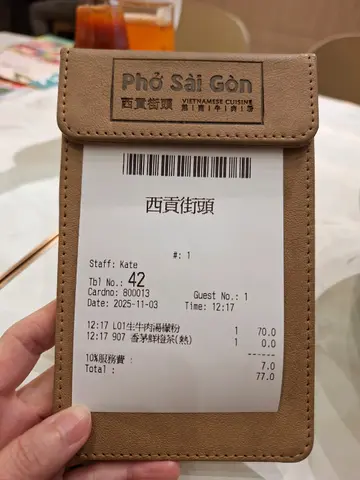 Phở Sài Gòn
西貢街頭 VIETNAMESE CUISINE
西貢街頭
#: 1
Staff: Kate
Tbl No.: 42
Cardno: 800013 Guest No.: 1
Date: 2025-11-03 Time: 12:17
12:17 L01生牛肉湯檬粉 1 70.0
12:17 907 香茅鮮橙茶(熱) 1 0.0
------
10%服務費 : 7.0
Total : 77.0